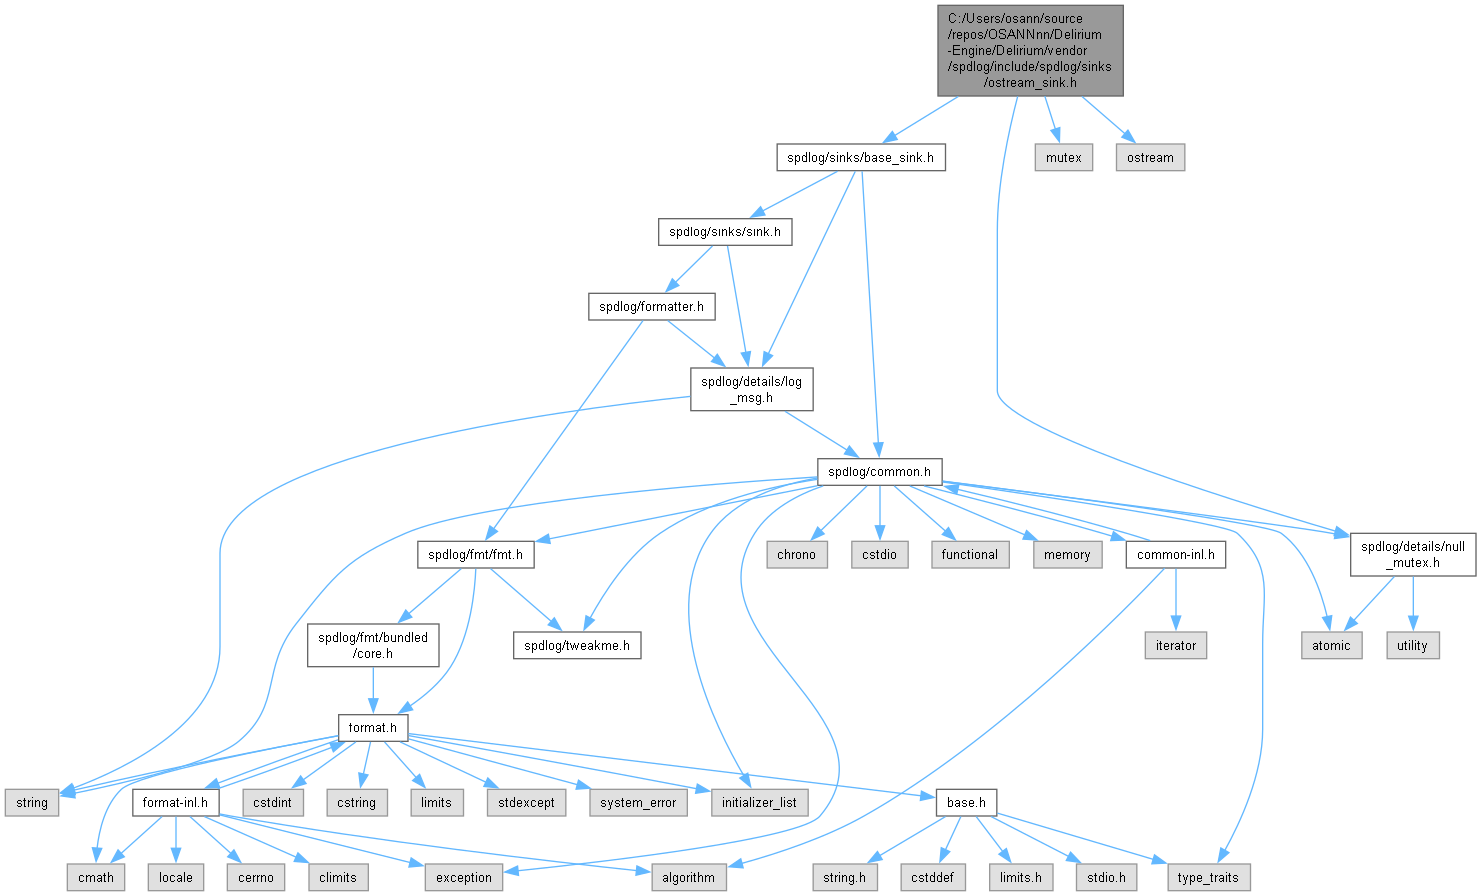 C:/Users/osann/source
/repos/OSANNnn/Delirium
-Engine/Delirium/vendor
/spdlog/include/spdlog/sinks
/ostream_sink.h
spdlog/sinks/base_sink.h
mutex
ostream
spdlog/sinks/sink.h
spdlog/formatter.h
spdlog/details/log
_msg.h
spdlog/common.h
spdlog/fmt/fmt.h
chrono
cstdio
functional
memory
common-inl.h
spdlog/details/null
_mutex.h
spdlog/fmt/bundled
/core.h
spdlog/tweakme.h
iterator
atomic
utility
format.h
string
format-inl.h
cstdint
cstring
limits
stdexcept
system_error
initializer_list
base.h
cmath
locale
cerrno
climits
exception
algorithm
string.h
cstddef
limits.h
stdio.h
type_traits